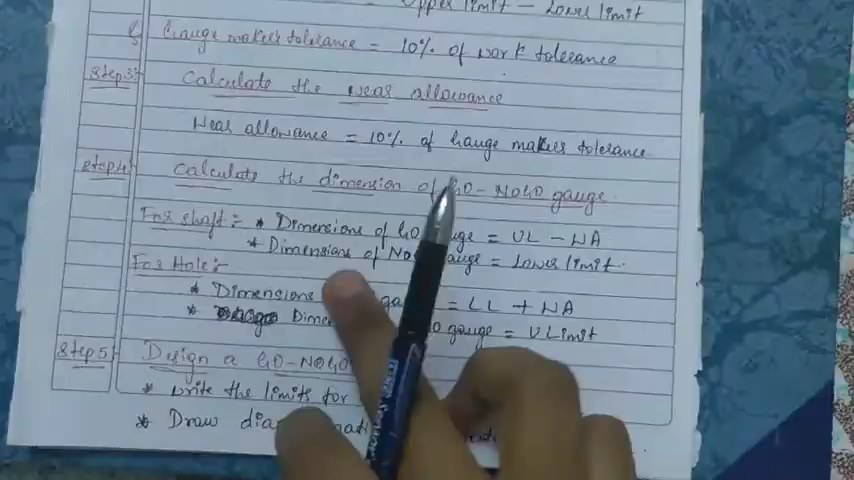 Upper limit - Lower limit
Gauge makers tolerance = 10% of work tolerance
Step 3:- Calculate the Wear allowance
Wear allowance = 10% of Gauge makers tolerance
Step 4:- Calculate the dimension of GO - NOGO gauge.
For shaft :- * Dimensions of GO gauge = UL - WA
* Dimensions of NoGo gauge = Lower limit.
For Hole:-
* Dimensions = LL + WA
* gauge = U Limit
Step 5:- Design a GO-NOGO
* Write the limits for
* Draw